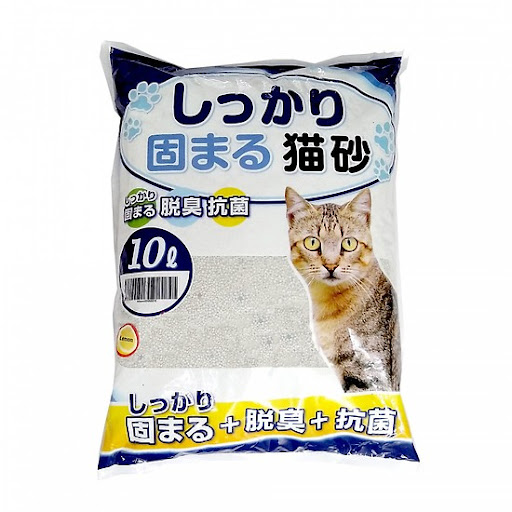 しっかり
固まる 猫砂
しっかり
固まる 脱臭 抗菌
10ℓ
Lemon
しっかり
固まる+脱臭+抗菌